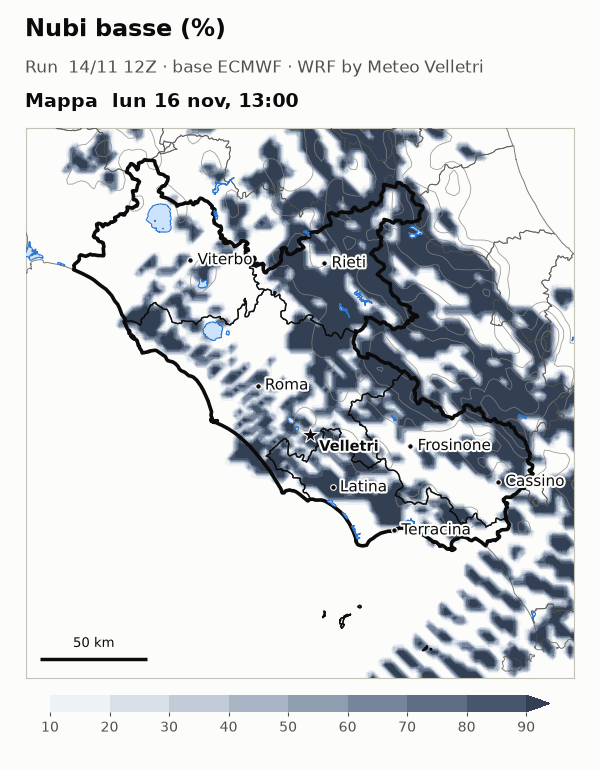 Nubi basse (%)
Run  14/11 12Z · base ECMWF · WRF by Meteo Velletri
Mappa  lun 16 nov, 13:00
Viterbo
Rieti
Roma
Velletri
Frosinone
Latina
Cassino
Terracina
50 km
10 20 30 40 50 60 70 80 90